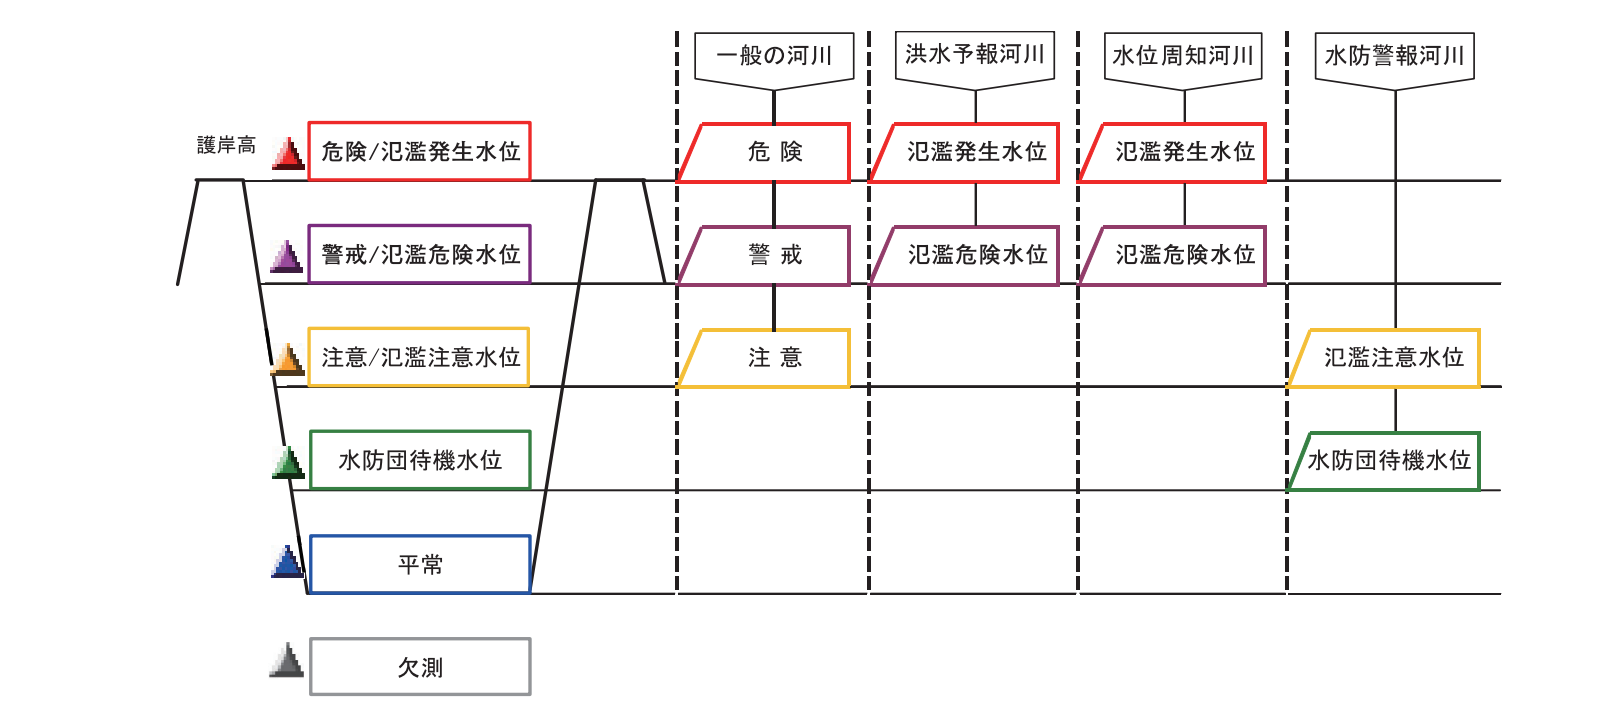 一般の河川
洪水予報河川
水位周知河川
水防警報河川
護岸高
危険/氾濫発生水位
危 険
氾濫発生水位
氾濫発生水位
警戒/氾濫危険水位
警 戒
氾濫危険水位
氾濫危険水位
注意/氾濫注意水位
注 意
氾濫注意水位
水防団待機水位
水防団待機水位
平常
欠測